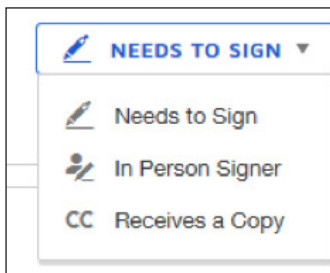 NEEDS TO SIGN
Needs to Sign
In Person Signer
CC Receives a Copy